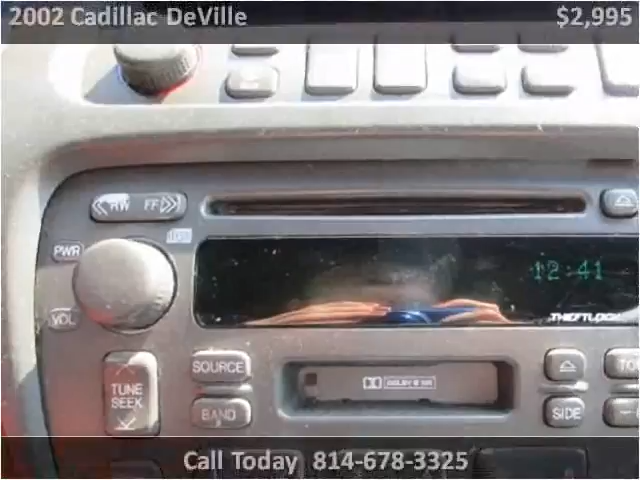 2002 Cadillac DeVille $2,995
RW FF
PWR
12:41
VOL
THEFTLOCK
SOURCE
DOLBY B NR
TUNE
SEEK
BAND
SIDE
Call Today 814-678-3325